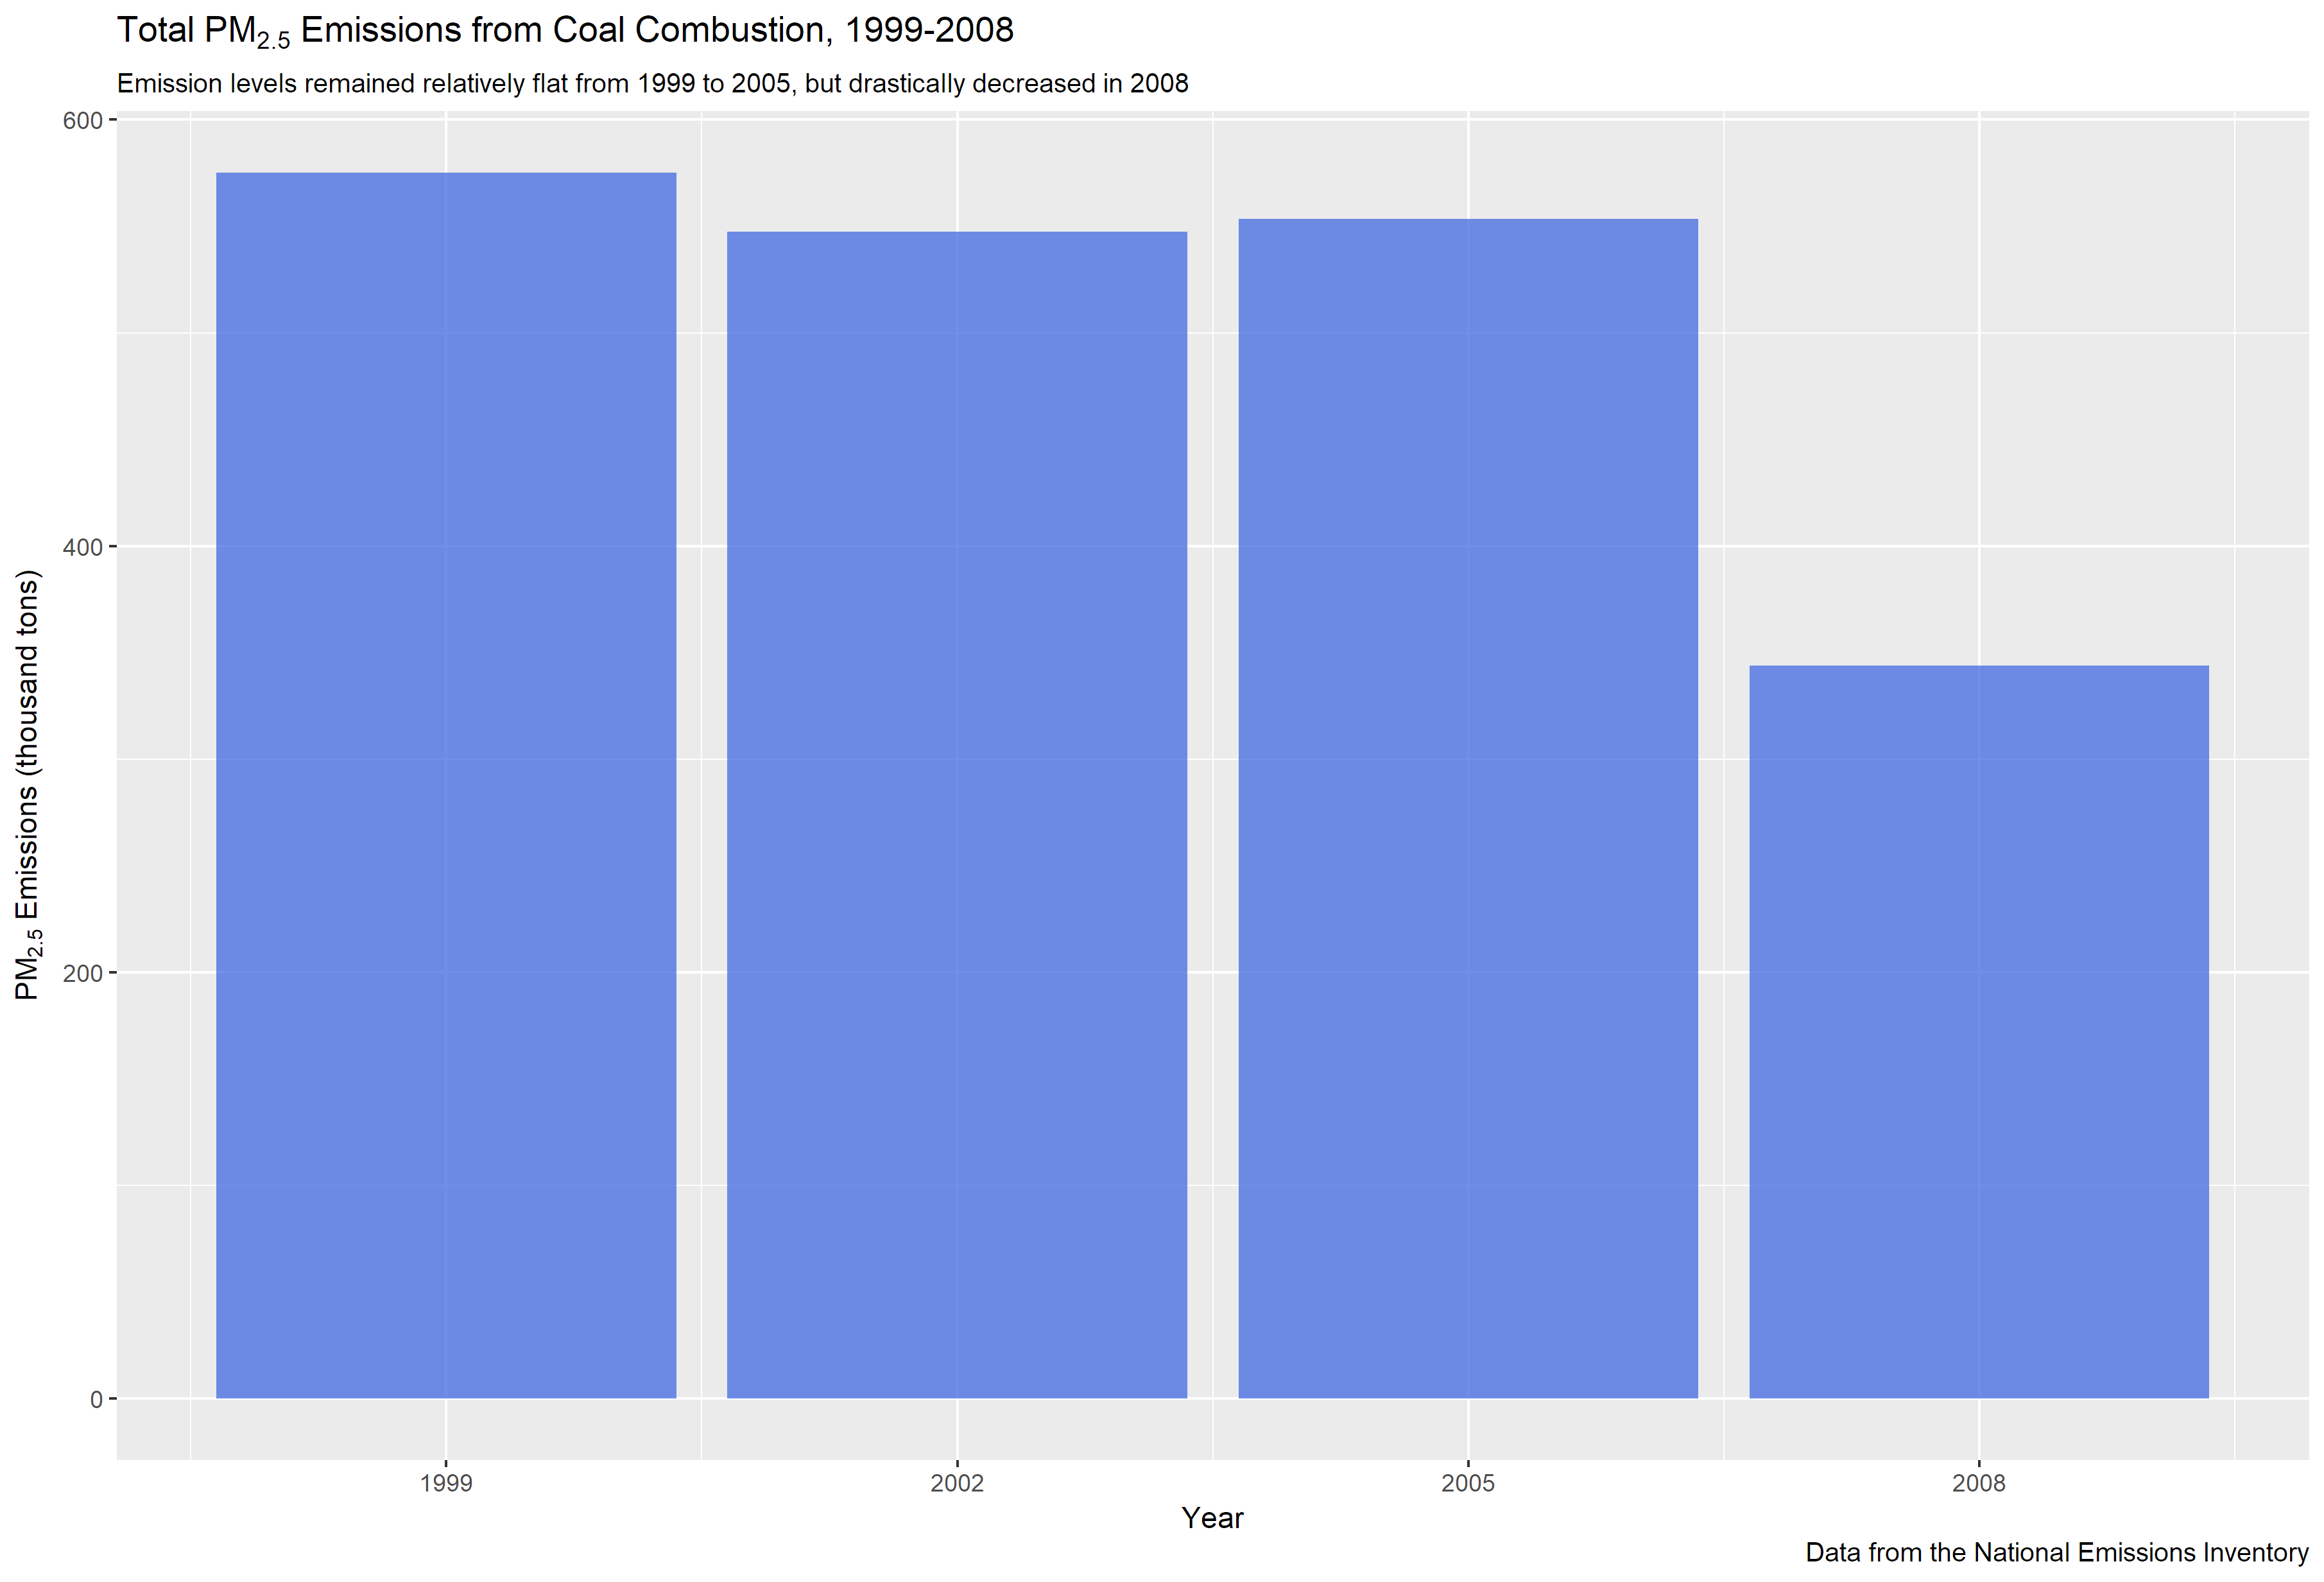 Total PM2.5 Emissions from Coal Combustion, 1999-2008
Emission levels remained relatively flat from 1999 to 2005, but drastically decreased in 2008
PM2.5 Emissions (thousand tons)
600
400
200
0
1999 2002 2005 2008
Year
Data from the National Emissions Inventory